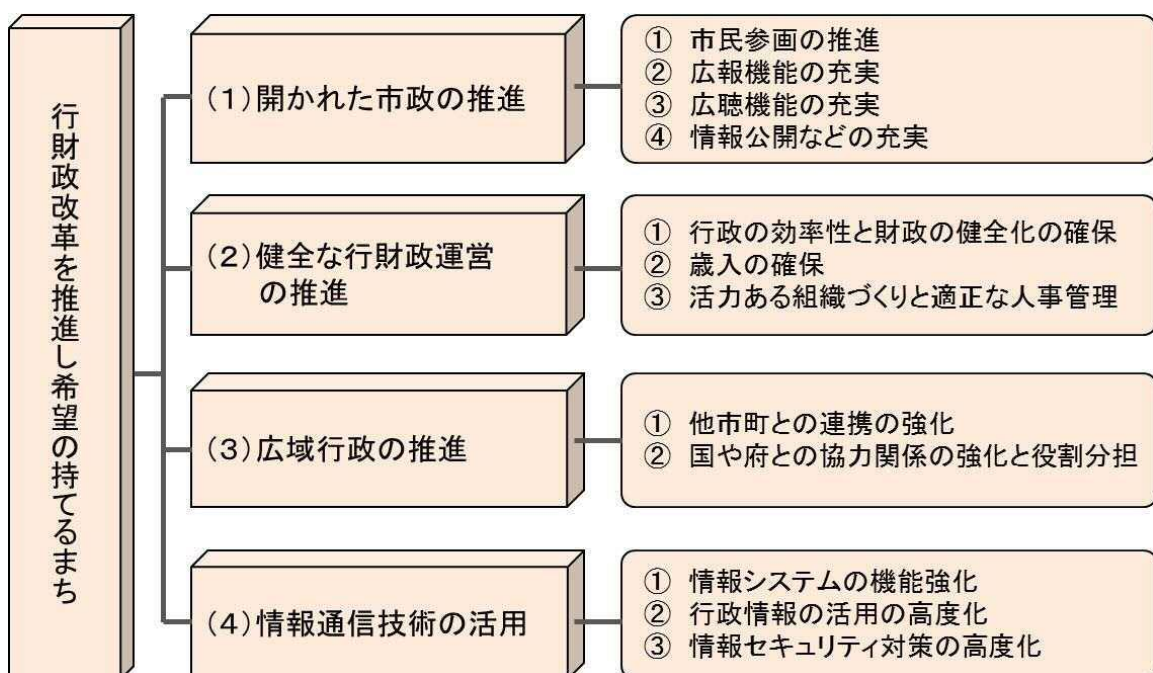 行財政改革を推進し希望の持てるまち
(1)開かれた市政の推進
① 市民参画の推進
② 広報機能の充実
③ 広聴機能の充実
④ 情報公開などの充実
(2)健全な行財政運営
の推進
① 行政の効率性と財政の健全化の確保
② 歳入の確保
③ 活力ある組織づくりと適正な人事管理
(3)広域行政の推進
① 他市町との連携の強化
② 国や府との協力関係の強化と役割分担
(4)情報通信技術の活用
① 情報システムの機能強化
② 行政情報の活用の高度化
③ 情報セキュリティ対策の高度化